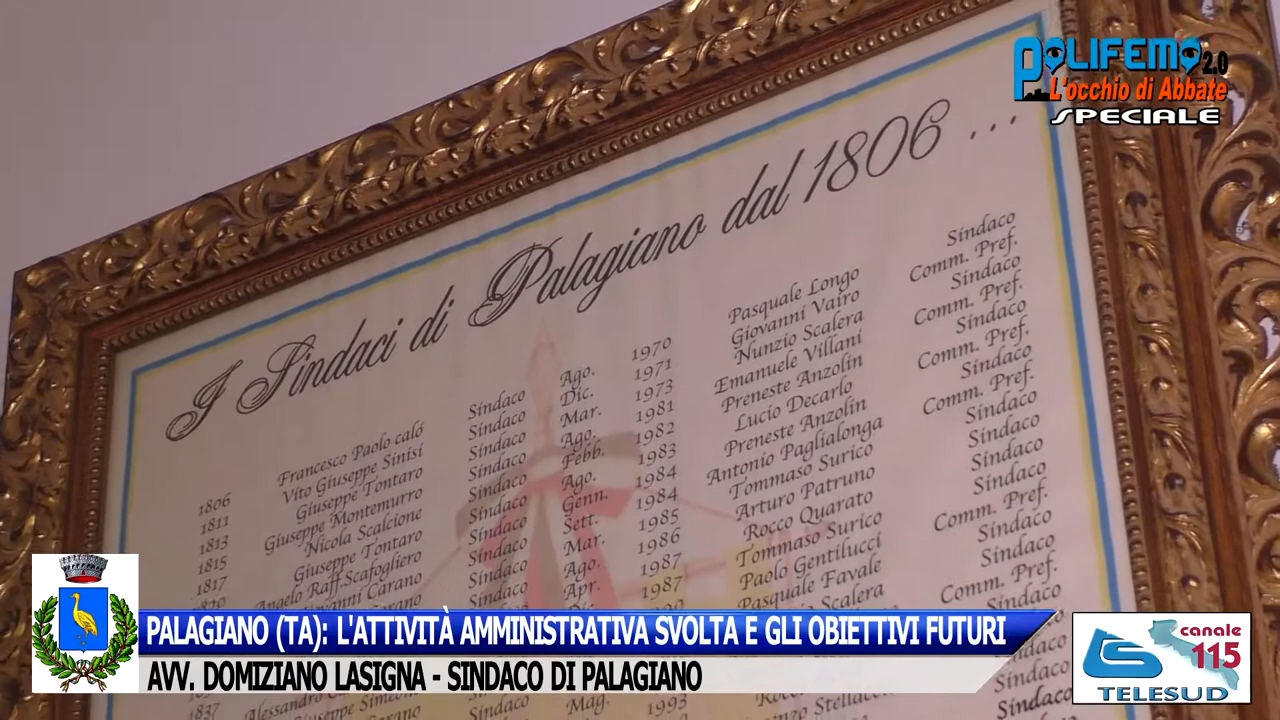 POLIFEMO 2.0
L'occhio di Abbate
SPECIALE
I Sindaci di Palagiano dal 1806 ...
1806 Francesco Paolo caló Sindaco
1811 Vito Giuseppe Sinisi Sindaco
1813 Giuseppe Tontaro Sindaco
1815 Giuseppe Montemurro Sindaco
1817 Nicola Scalcione Sindaco
Giuseppe Tontaro Sindaco
Angelo Raff. Scafogliero Sindaco
Carano Sindaco
Ago. 1970 Pasquale Longo Sindaco
Dic. 1971 Giovanni Vairo Comm. Pref.
Mar. 1973 Nunzio Scalera Sindaco
Ago. 1981 Emanuele Villani Comm. Pref.
Febb. 1982 Preneste Anzolin Sindaco
Ago. 1983 Lucio Decarlo Comm. Pref.
Genn. 1984 Preneste Anzolin Sindaco
Sett. 1984 Antonio Paglialonga Comm. Pref.
Mar. 1985 Tommaso Surico Sindaco
Ago. 1986 Arturo Patruno Sindaco
Apr. 1987 Rocco Quarato Sindaco
1987 Tommaso Surico Comm. Pref.
Paolo Gentilucci Sindaco
Pasquale Favale Sindaco
Scalera Comm. Pref.
PALAGIANO (TA): L'ATTIVITÀ AMMINISTRATIVA SVOLTA E GLI OBIETTIVI FUTURI
AVV. DOMIZIANO LASIGNA - SINDACO DI PALAGIANO
1837 Sindaco Mag. 1993 Sindaco
canale
115
TELESUD